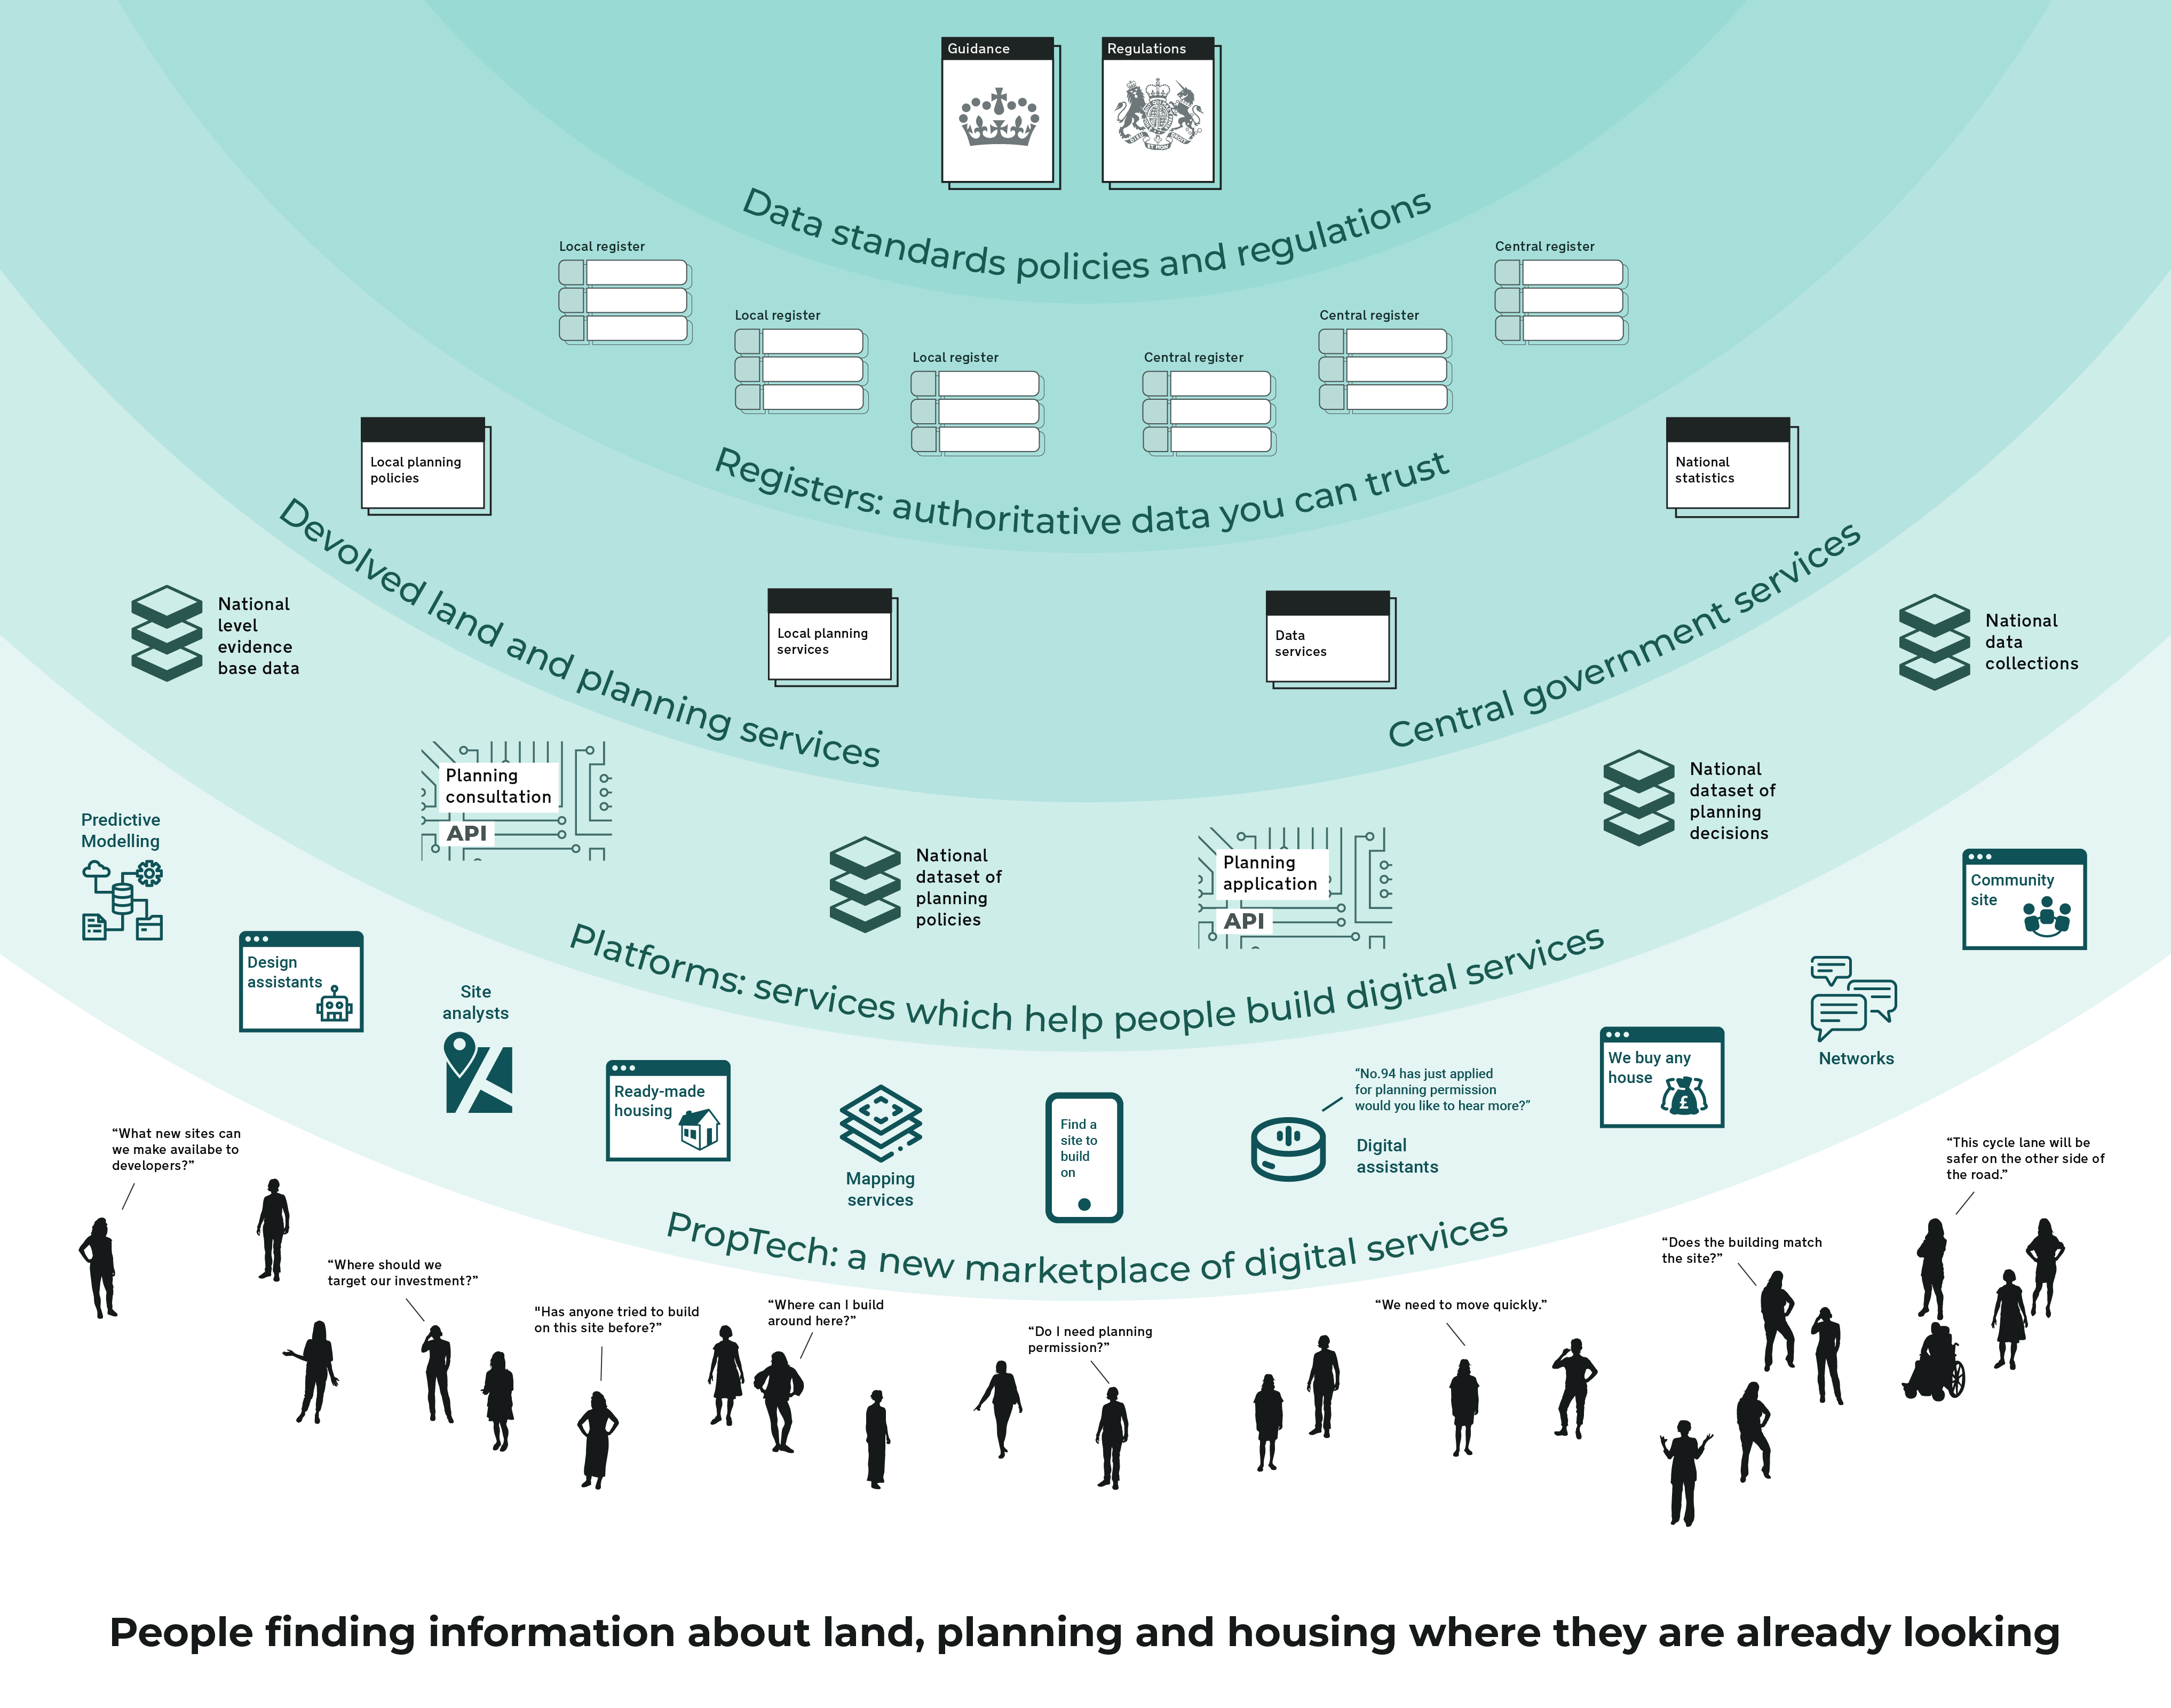 Guidance
Regulations
Data standards policies and regulations
Local register
Local register
Local register
Central register
Central register
Central register
Registers: authoritative data you can trust
Local planning
policies
National
statistics
Local planning
services
Data
services
Devolved land and planning services
Central government services
National
level
evidence
base data
National
data
collections
Planning
consultation
API
National
dataset of
planning
policies
Planning
application
API
National
dataset of
planning
decisions
Platforms: services which help people build digital services
Predictive
Modelling
Design
assistants
Site
analysts
Ready-made
housing
Mapping
services
Find a
site to
build
on
“No.94 has just applied
for planning permission
would you like to hear more?”
Digital
assistants
We buy any
house
£
Networks
Community
site
PropTech: a new marketplace of digital services
“What new sites can
we make availabe to
developers?”
“Where should we
target our investment?”
"Has anyone tried to build
on this site before?”
“Where can I build
around here?”
“Do I need planning
permission?”
“We need to move quickly.”
“Does the building match
the site?”
“This cycle lane will be
safer on the other side of
the road.”
People finding information about land, planning and housing where they are already looking